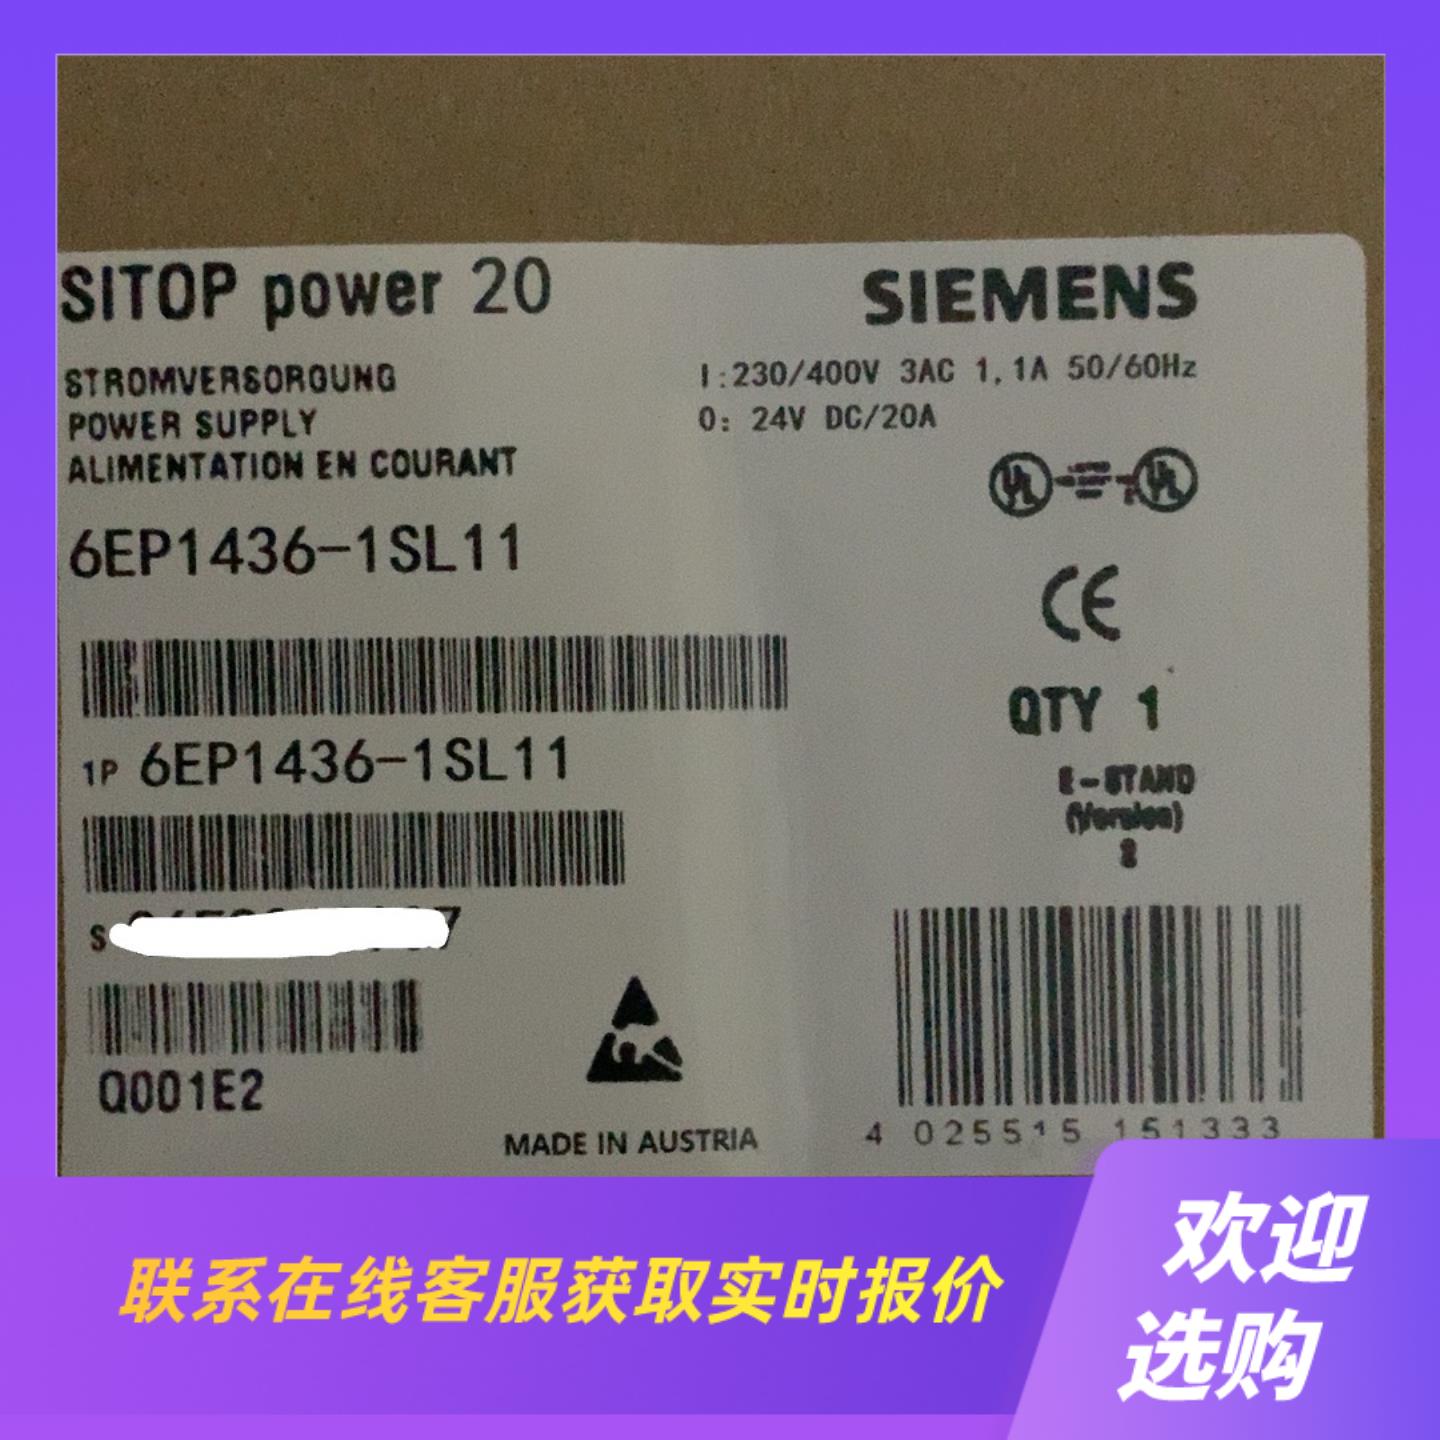 SITOP power 20
SIEMENS
STROMVERSORGUNG
POWER SUPPLY
ALIMENTATION EN COURANT
I:230/400V 3AC 1,1A 50/60Hz
O: 24V DC/20A
UL
UL
6EP1436-1SL11
CE
QTY 1
1P 6EP1436-1SL11
E-STAND
(Version)
S
Q001E2
MADE IN AUSTRIA
4 025515 151333
联系在线客服获取实时报价
欢迎
选购